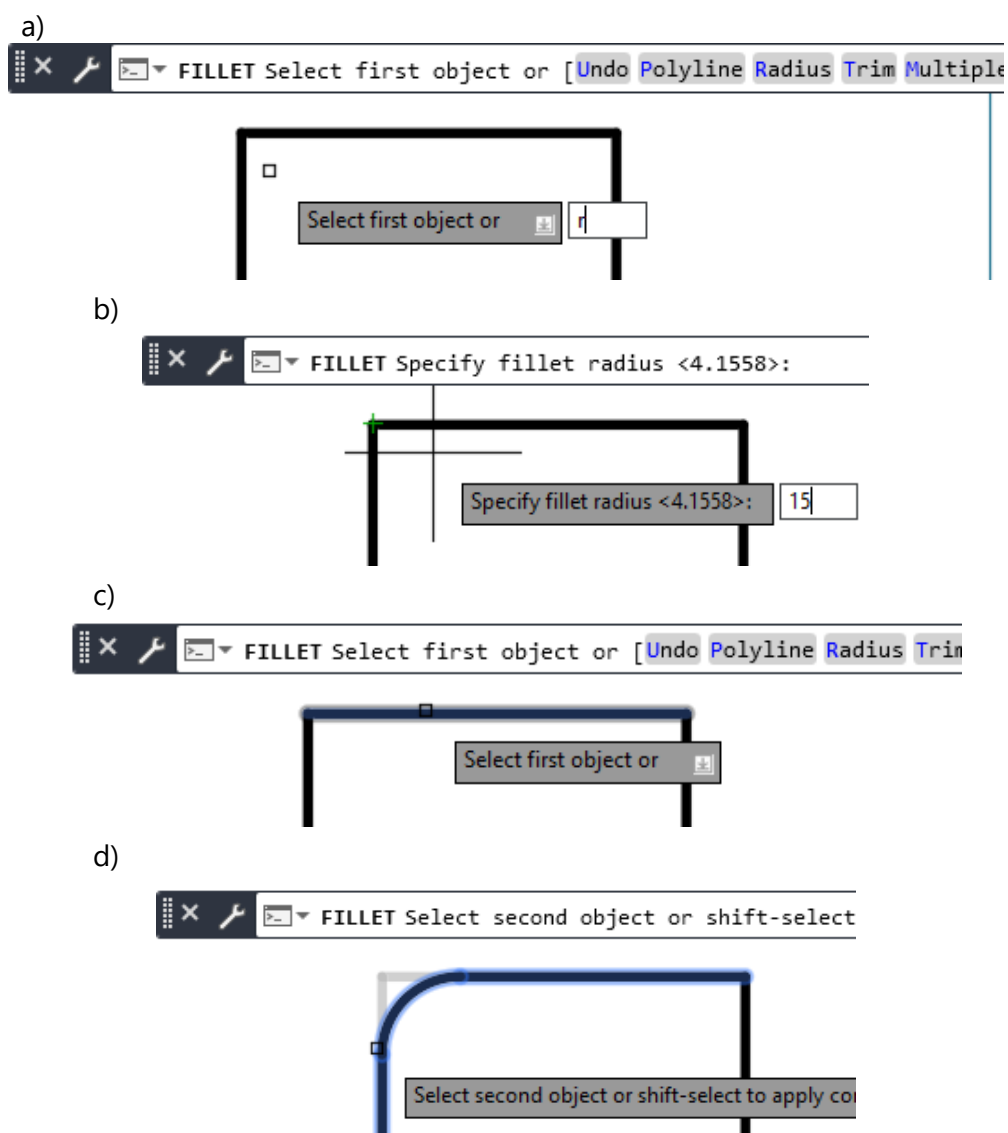 a)
FILLET Select first object or [Undo Polyline Radius Trim Multiple
Select first object or r
b)
FILLET Specify fillet radius <4.1558>:
Specify fillet radius <4.1558>: 15
c)
FILLET Select first object or [Undo Polyline Radius Trim
Select first object or
d)
FILLET Select second object or shift-select
Select second object or shift-select to apply